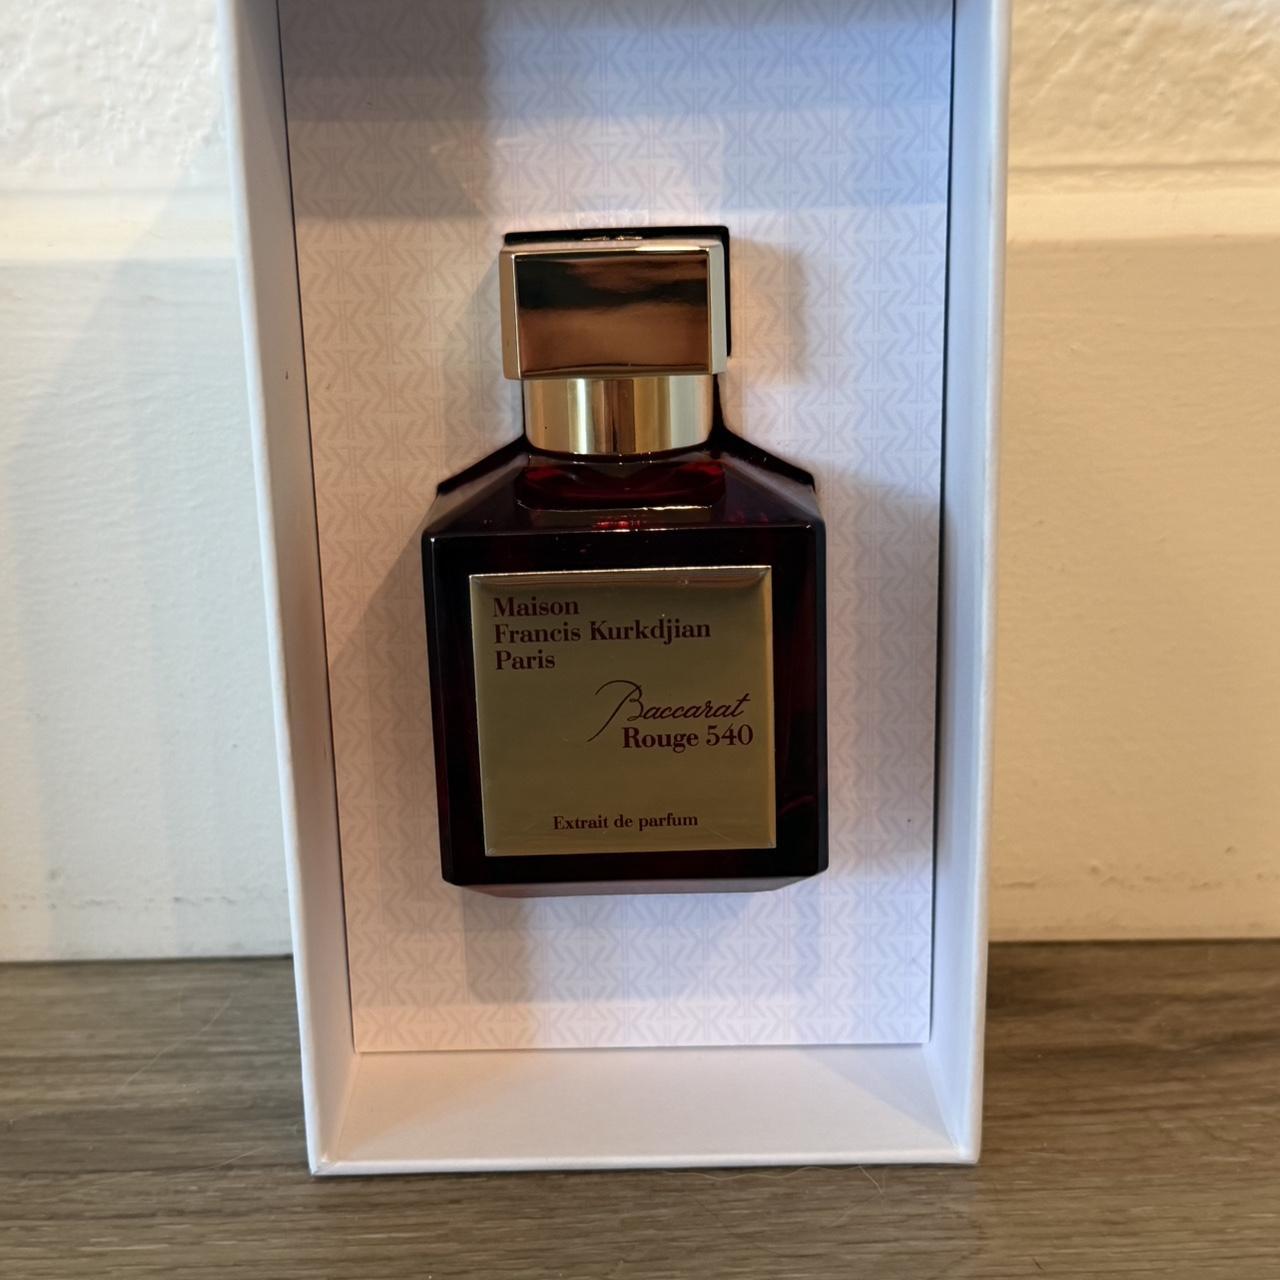 Maison
Francis Kurkdjian
Paris
Baccarat
Rouge 540
Extrait de parfum